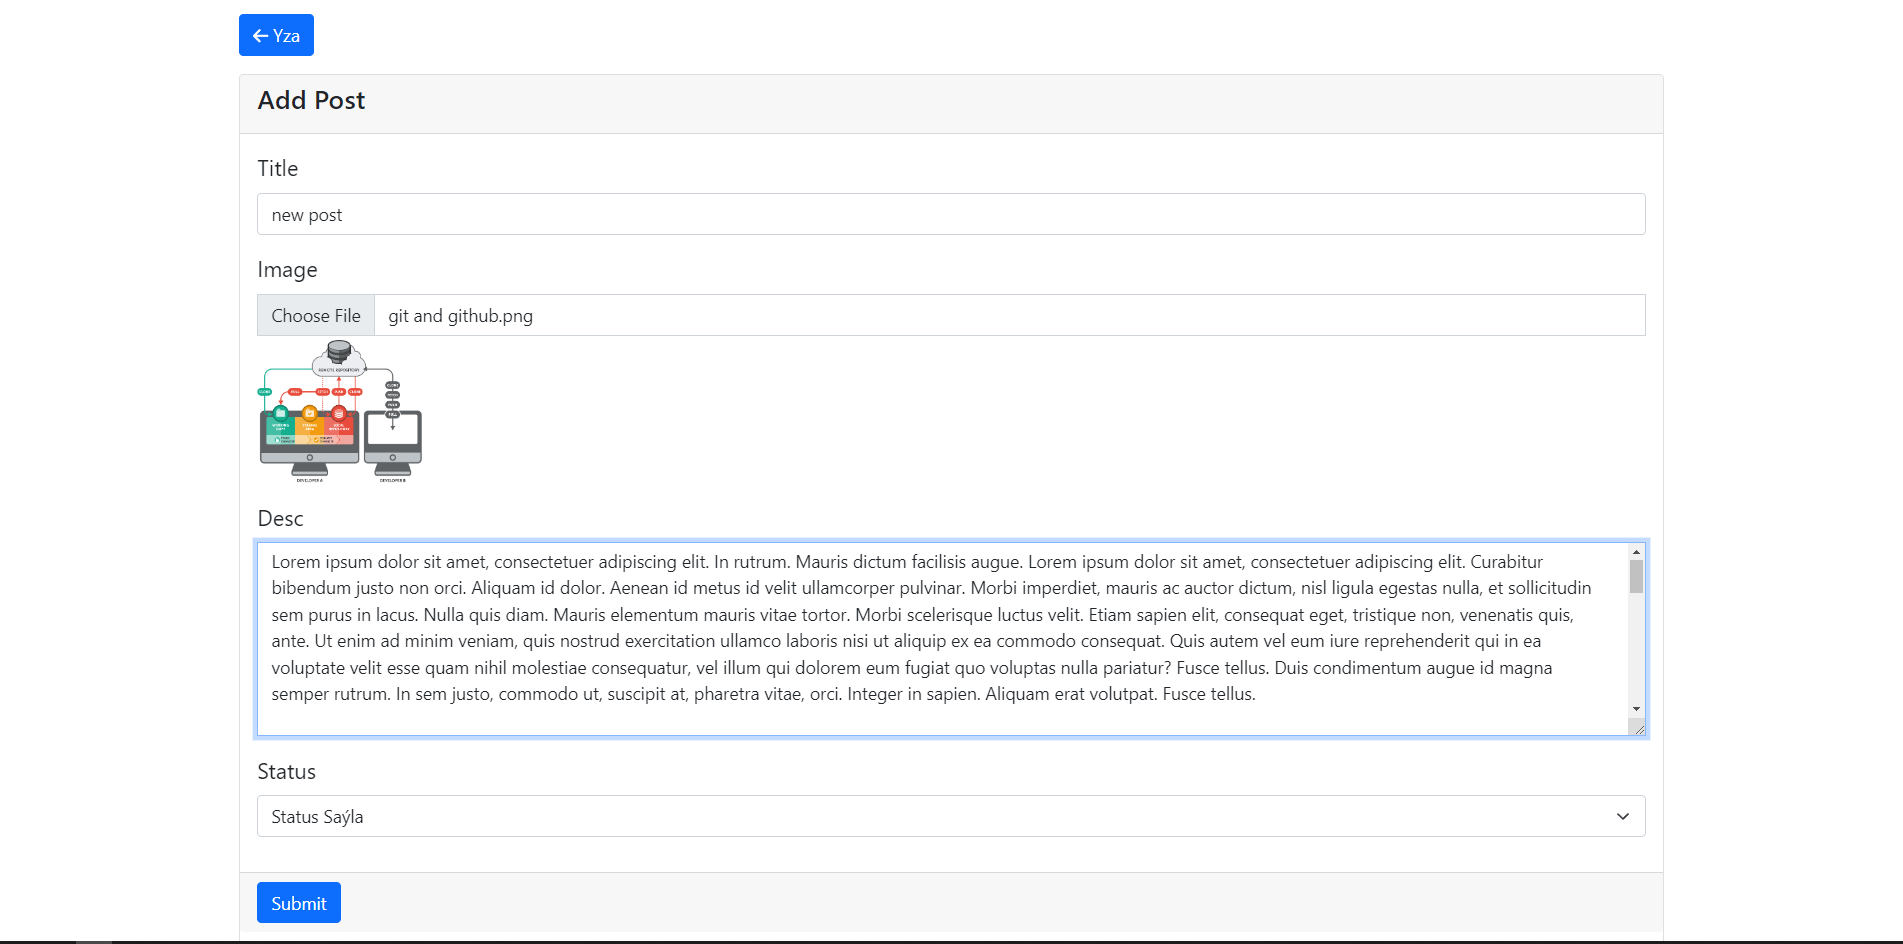 Yza
Add Post
Title
new post
Image
Choose File git and github.png
REMOTE REPOSITORY
DEVELOPER A DEVELOPER B
Desc
Lorem ipsum dolor sit amet, consectetuer adipiscing elit. In rutrum. Mauris dictum facilisis augue. Lorem ipsum dolor sit amet, consectetuer adipiscing elit. Curabitur
bibendum justo non orci. Aliquam id dolor. Aenean id metus id velit ullamcorper pulvinar. Morbi imperdiet, mauris ac auctor dictum, nisl ligula egestas nulla, et sollicitudin
sem purus in lacus. Nulla quis diam. Mauris elementum mauris vitae tortor. Morbi scelerisque luctus velit. Etiam sapien elit, consequat eget, tristique non, venenatis quis,
ante. Ut enim ad minim veniam, quis nostrud exercitation ullamco laboris nisi ut aliquip ex ea commodo consequat. Quis autem vel eum iure reprehenderit qui in ea
voluptate velit esse quam nihil molestiae consequatur, vel illum qui dolorem eum fugiat quo voluptas nulla pariatur? Fusce tellus. Duis condimentum augue id magna
semper rutrum. In sem justo, commodo ut, suscipit at, pharetra vitae, orci. Integer in sapien. Aliquam erat volutpat. Fusce tellus.
Status
Status Saýla
Submit